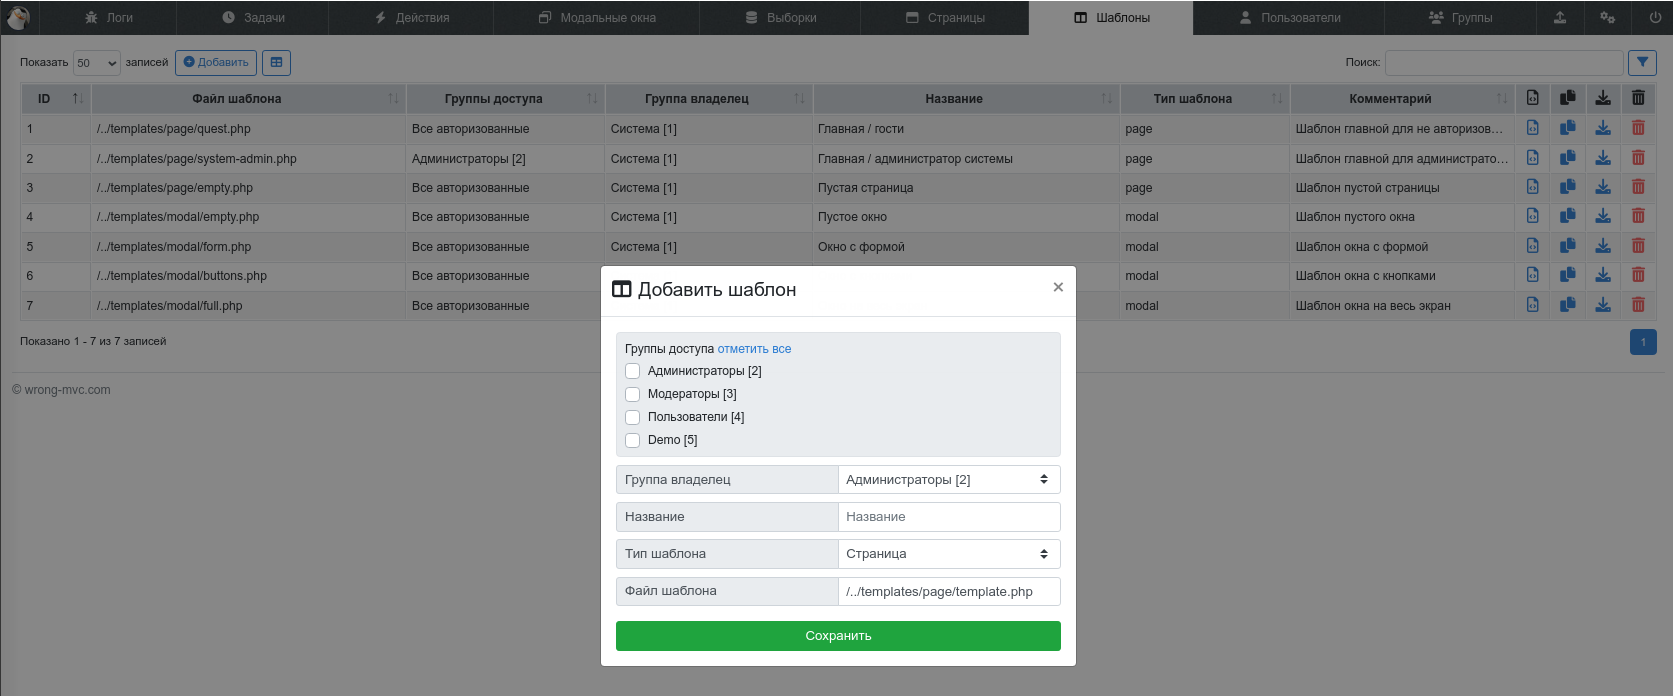 Логи Задачи Действия Модальные окна Выборки Страницы Шаблоны Пользователи Группы
Показать 50 записей Добавить Поиск:
ID Файл шаблона Группы доступа Группа владелец Название Тип шаблона Комментарий
1 /../templates/page/quest.php Все авторизованные Система [1] Главная / гости page Шаблон главной для не авторизов...
2 /../templates/page/system-admin.php Администраторы [2] Система [1] Главная / администратор системы page Шаблон главной для администрато...
3 /../templates/page/empty.php Все авторизованные Система [1] Пустая страница page Шаблон пустой страницы
4 /../templates/modal/empty.php Все авторизованные Система [1] Пустое окно modal Шаблон пустого окна
5 /../templates/modal/form.php Все авторизованные Система [1] Окно с формой modal Шаблон окна с формой
6 /../templates/modal/buttons.php Все авторизованные modal Шаблон окна с кнопками
7 /../templates/modal/full.php Все авторизованные modal Шаблон окна на весь экран
Показано 1 - 7 из 7 записей 1
© wrong-mvc.com
Добавить шаблон ×
Группы доступа отметить все
Администраторы [2]
Модераторы [3]
Пользователи [4]
Demo [5]
Группа владелец Администраторы [2]
Название Название
Тип шаблона Страница
Файл шаблона /../templates/page/template.php
Сохранить